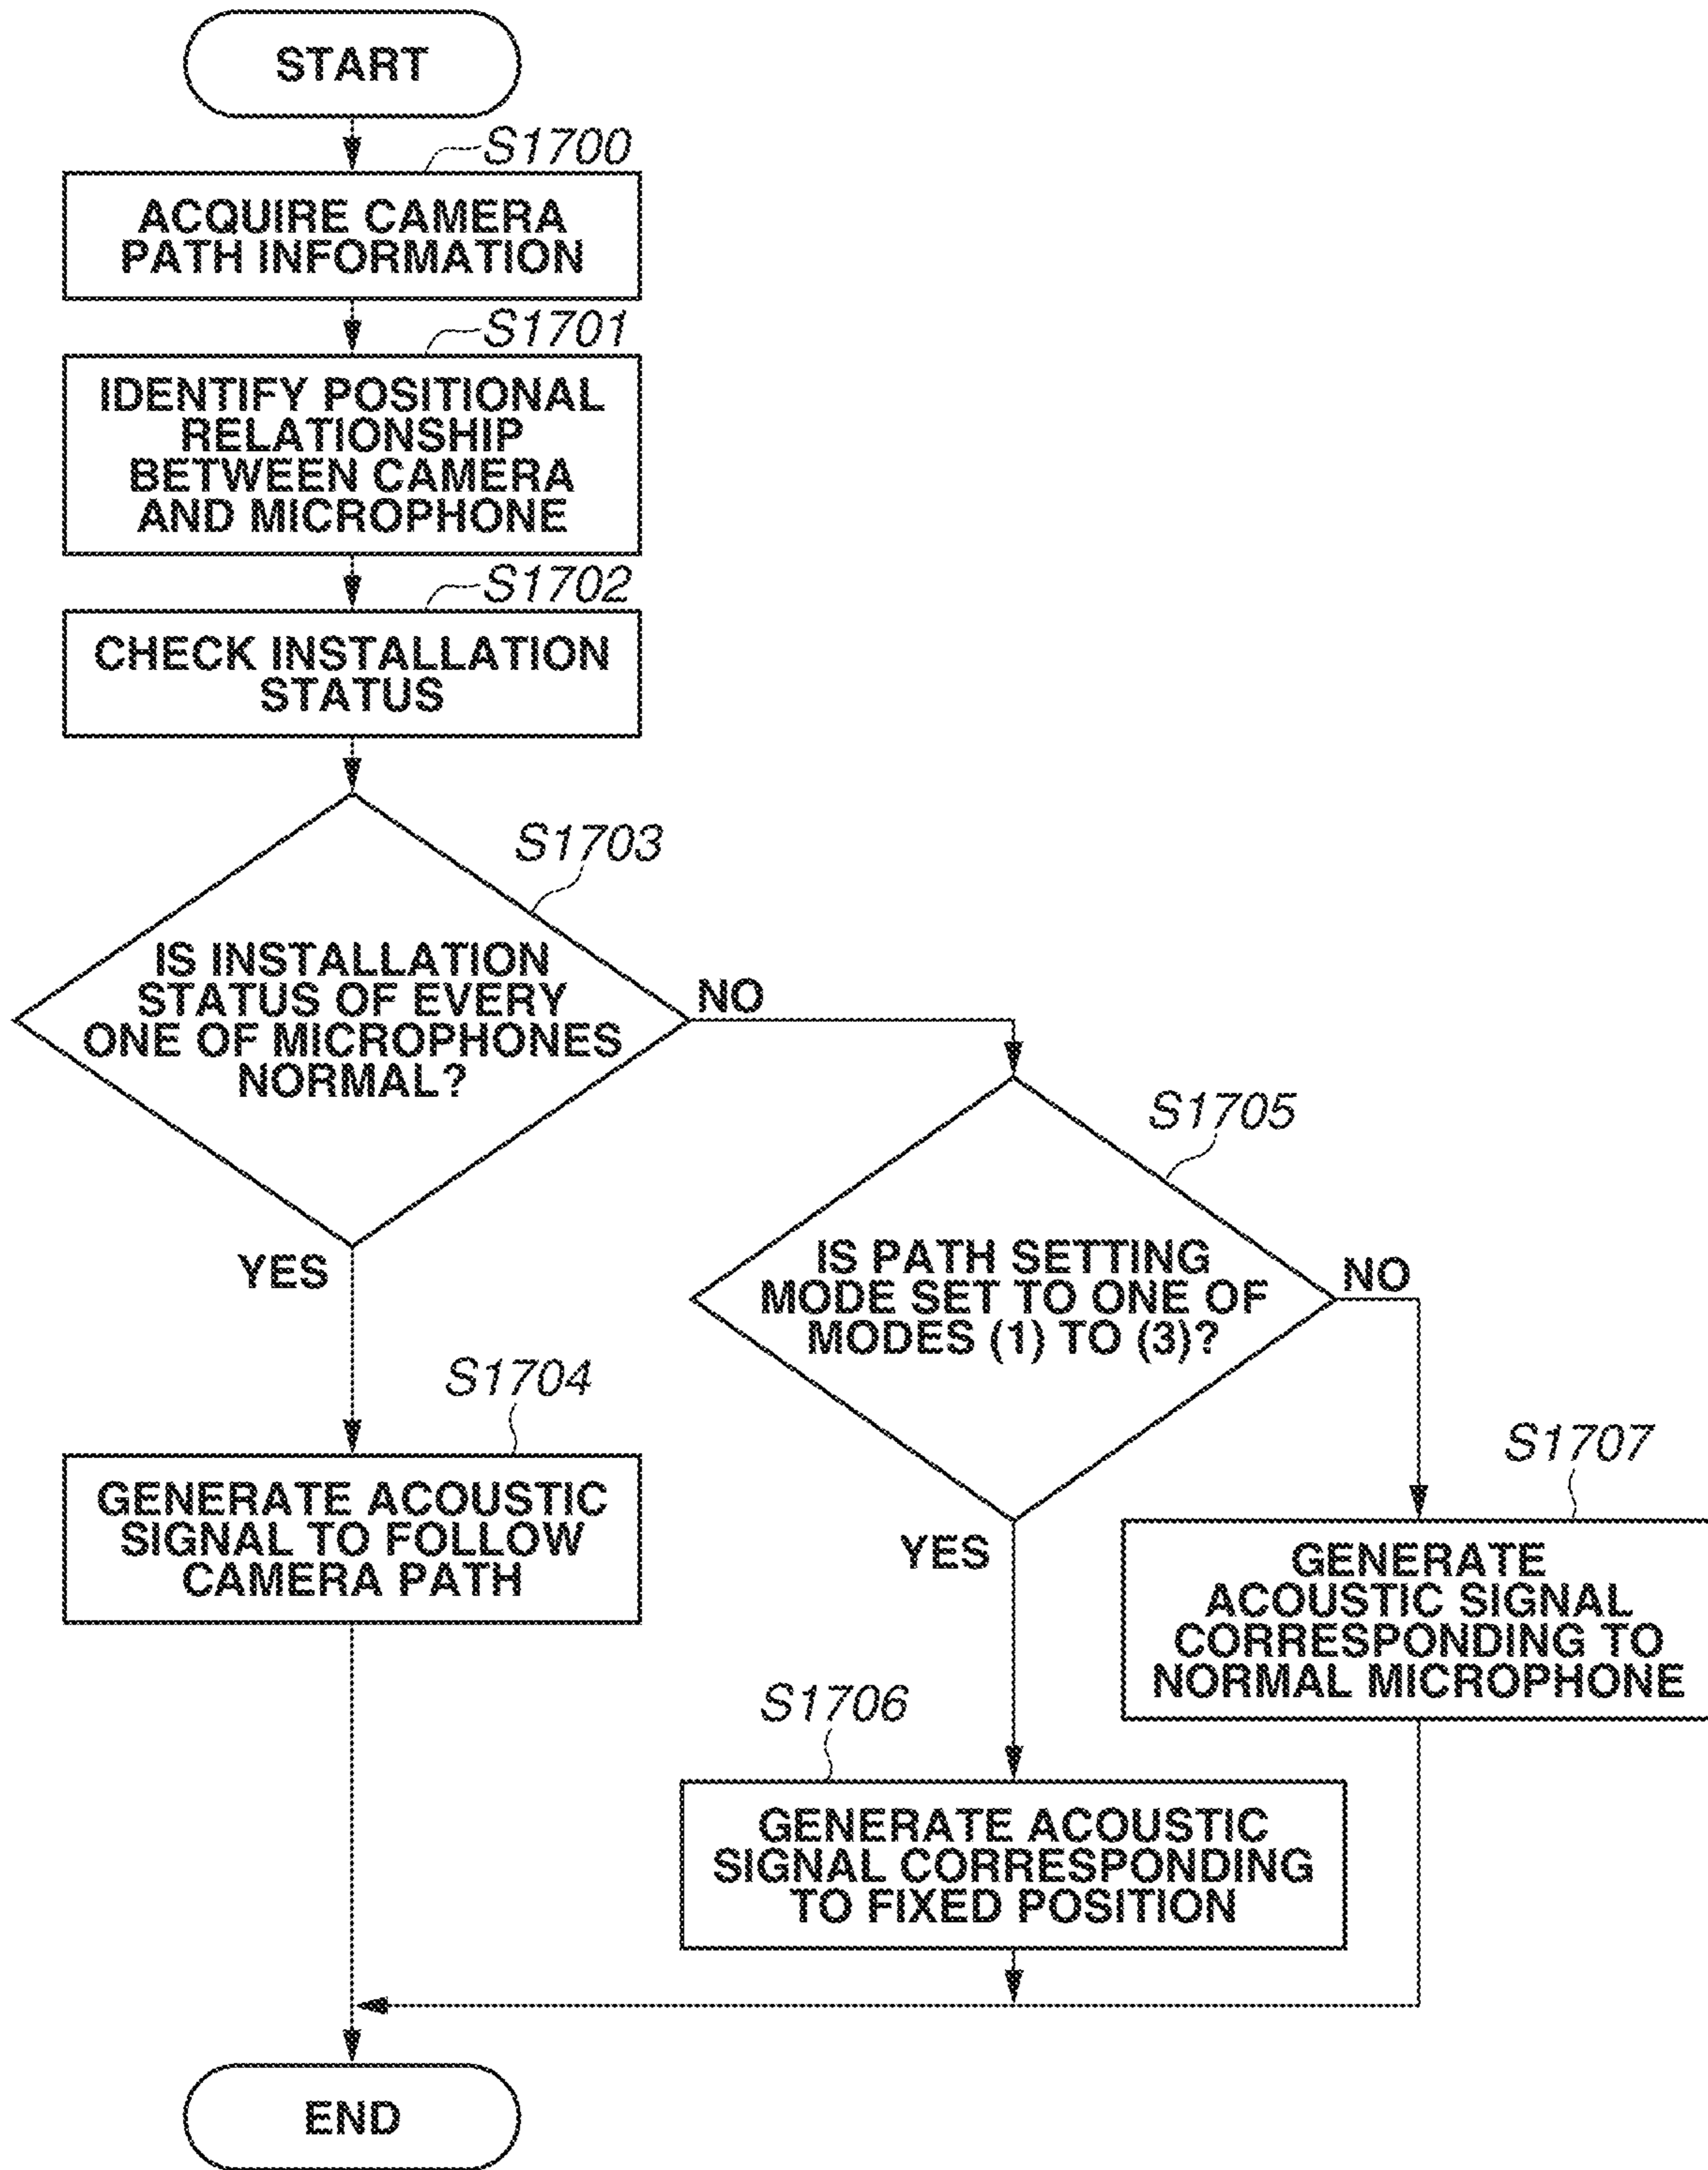 START
S1700
ACQUIRE CAMERA
PATH INFORMATION
S1701
IDENTIFY POSITIONAL
RELATIONSHIP
BETWEEN CAMERA
AND MICROPHONE
S1702
CHECK INSTALLATION
STATUS
S1703
IS INSTALLATION
STATUS OF EVERY
ONE OF MICROPHONES
NORMAL?
NO
YES
S1704
GENERATE ACOUSTIC
SIGNAL TO FOLLOW
CAMERA PATH
S1705
IS PATH SETTING
MODE SET TO ONE OF
MODES (1) TO (3)?
NO
YES
S1707
GENERATE
ACOUSTIC SIGNAL
CORRESPONDING TO
NORMAL MICROPHONE
S1706
GENERATE ACOUSTIC
SIGNAL CORRESPONDING
TO FIXED POSITION
END